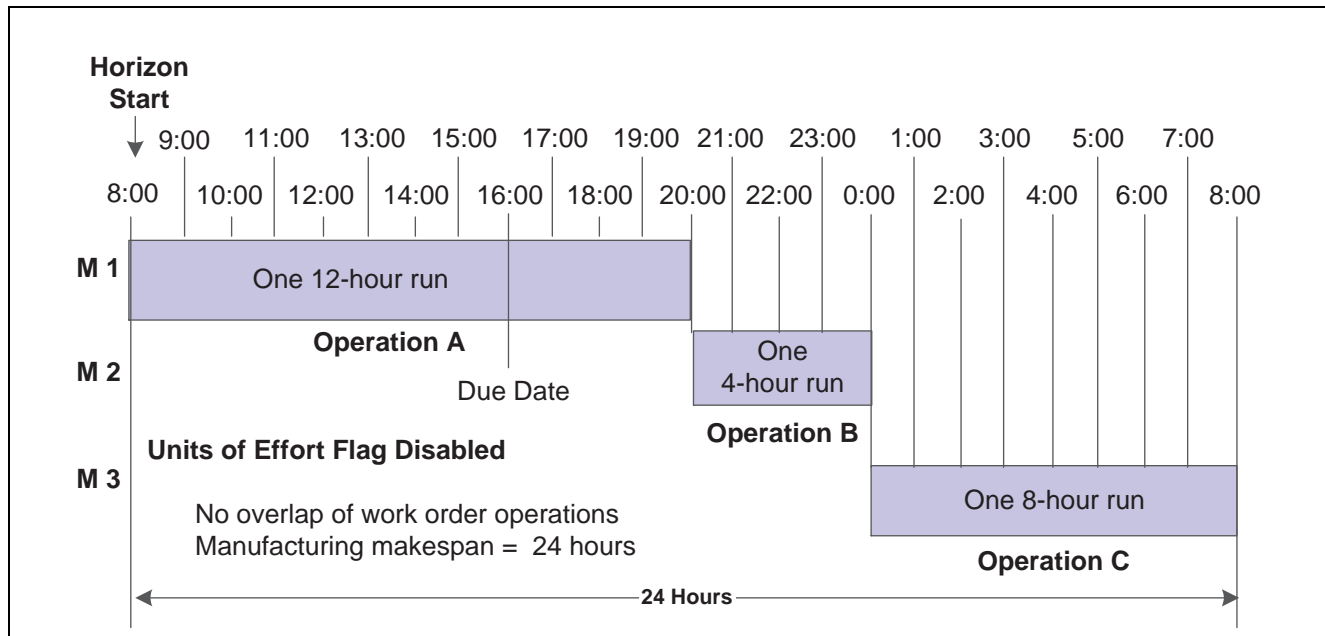 Horizon
Start
9:00 11:00 13:00 15:00 17:00 19:00 21:00 23:00 1:00 3:00 5:00 7:00
8:00 10:00 12:00 14:00 16:00 18:00 20:00 22:00 0:00 2:00 4:00 6:00 8:00
M 1
One 12-hour run
Operation A
M 2
One
4-hour run
Due Date
Operation B
Units of Effort Flag Disabled
M 3
One 8-hour run
No overlap of work order operations
Manufacturing makespan = 24 hours
Operation C
24 Hours